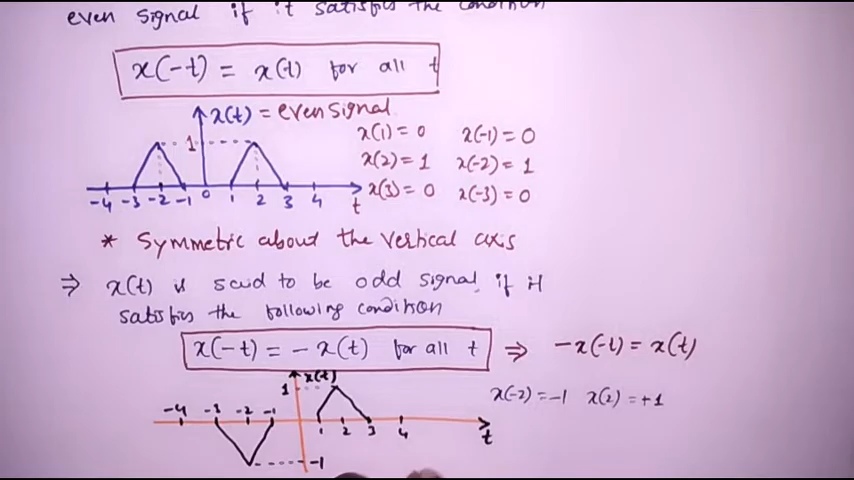 even signal if it satisfies the condition
x(-t) = x(t) for all t
x(t) = even signal
x(1) = 0 x(-1) = 0
1
x(2) = 1 x(-2) = 1
x(3) = 0 x(-3) = 0
-4 -3 -2 -1 0 1 2 3 4 t
* Symmetric about the vertical axis
⇒ x(t) is said to be odd signal if it
satisfies the following condition
x(-t) = -x(t) for all t ⇒ -x(-t) = x(t)
x(t)
1
x(-2) = -1 x(2) = +1
-4 -3 -2 -1 1 2 3 4 t
-1